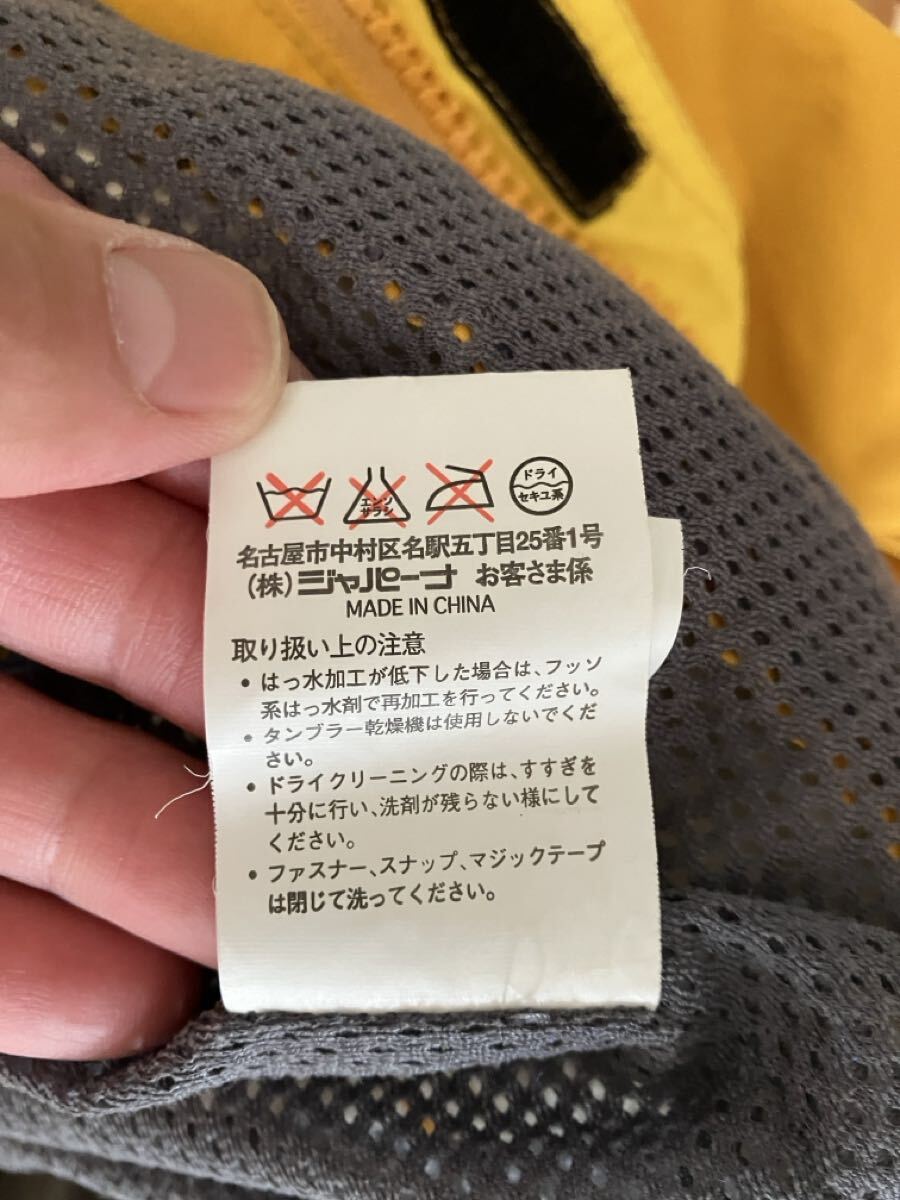 エンソ
サラシ
ドライ
セキユ系
名古屋市中村区名駅五丁目25番1号
(株)ジャパーナ お客さま係
MADE IN CHINA
取り扱い上の注意
• はっ水加工が低下した場合は、フッソ
系はっ水剤で再加工を行ってください。
• タンブラー乾燥機は使用しないでくだ
さい。
• ドライクリーニングの際は、すすぎを
十分に行い、洗剤が残らない様にして
ください。
• ファスナー、スナップ、マジックテープ
は閉じて洗ってください。